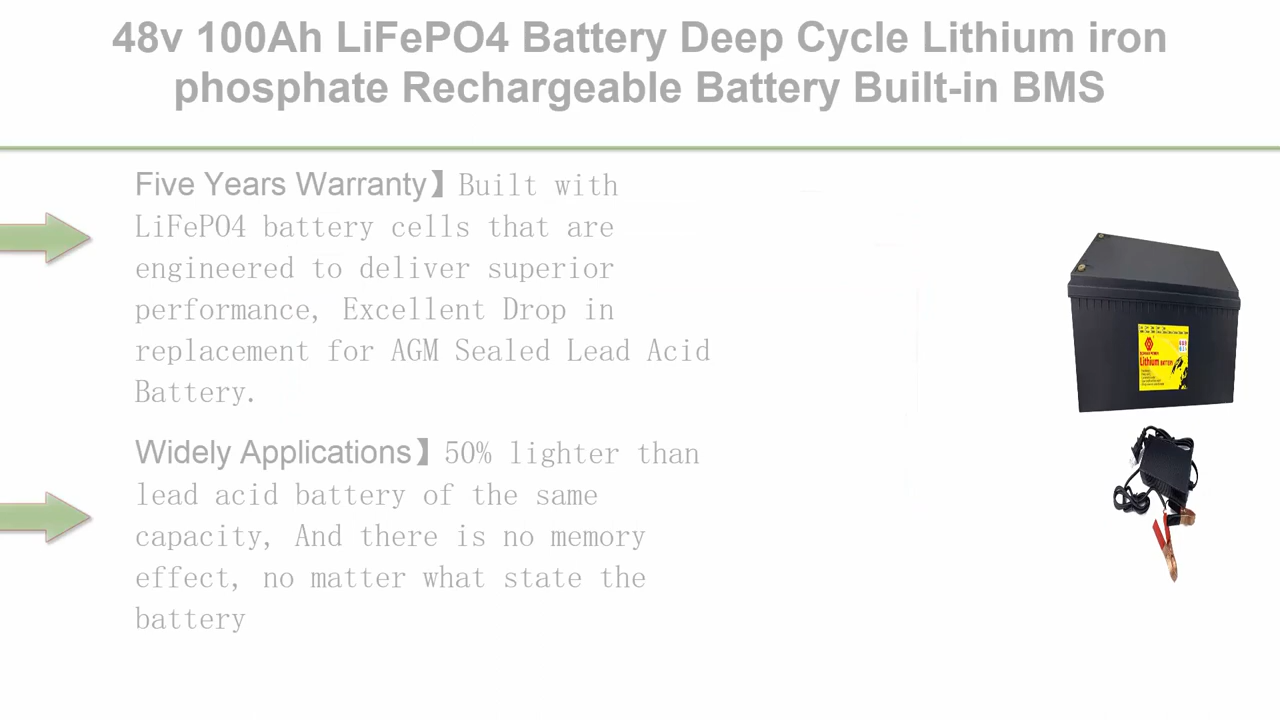 48v 100Ah LiFePO4 Battery Deep Cycle Lithium iron
phosphate Rechargeable Battery Built-in BMS
Five Years Warranty】Built with
LiFePO4 battery cells that are
engineered to deliver superior
performance, Excellent Drop in
replacement for AGM Sealed Lead Acid
Battery.
Widely Applications】50% lighter than
lead acid battery of the same
capacity, And there is no memory
effect, no matter what state the
battery
Lithium BATTERY